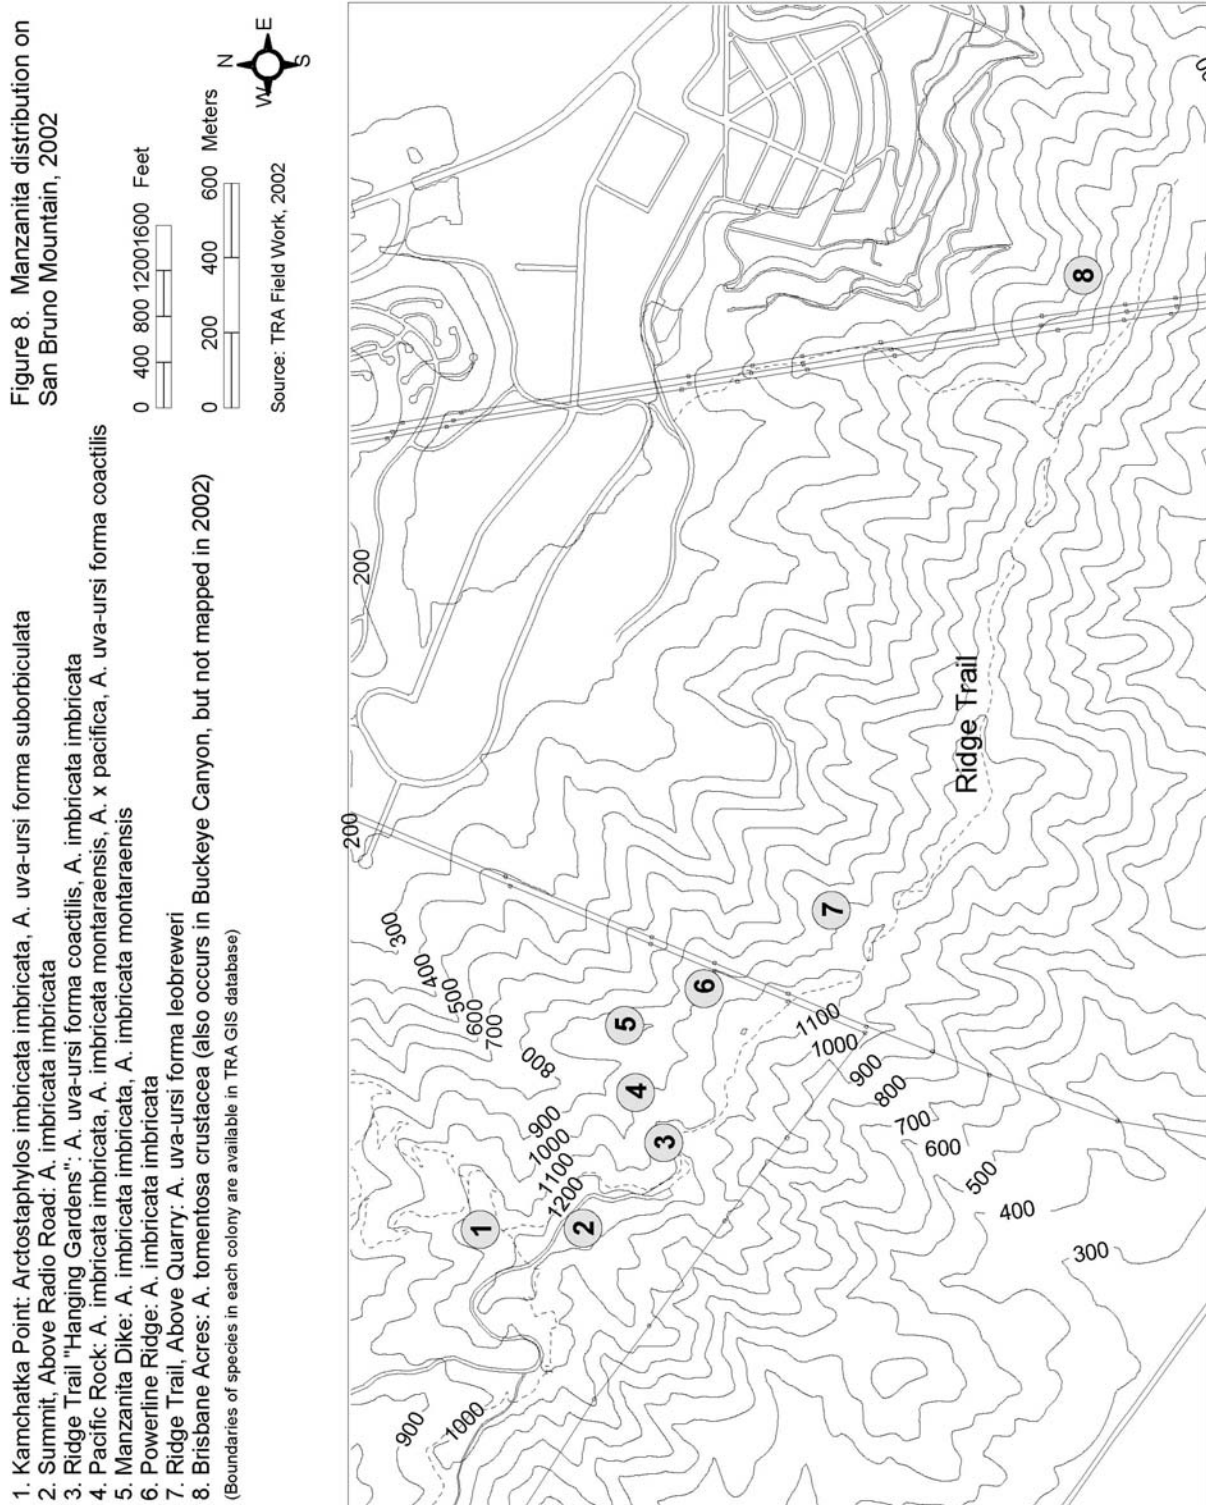 Figure 8. Manzanita distribution on
San Bruno Mountain, 2002
1. Kamchatka Point: Arctostaphylos imbricata imbricata, A. uva-ursi forma suborbiculata
2. Summit, Above Radio Road: A. imbricata imbricata
3. Ridge Trail "Hanging Gardens": A. uva-ursi forma coactilis, A. imbricata imbricata
4. Pacific Rock: A. imbricata imbricata, A. imbricata montaraensis, A. x pacifica, A. uva-ursi forma coactilis
5. Manzanita Dike: A. imbricata imbricata, A. imbricata montaraensis
6. Powerline Ridge: A. imbricata imbricata
7. Ridge Trail, Above Quarry: A. uva-ursi forma leobreweri
8. Brisbane Acres: A. tomentosa crustacea (also occurs in Buckeye Canyon, but not mapped in 2002)
(Boundaries of species in each colony are available in TRA GIS database)
0 400 800 12001600 Feet
0 200 400 600 Meters
Source: TRA Field Work, 2002
N
E
S
W
200
200
300
400
500
600
700
800
900
1000
1100
1200
900
1000
1
2
3
4
5
6
7
8
Ridge Trail
1100
1000
900
800
700
600
500
400
300